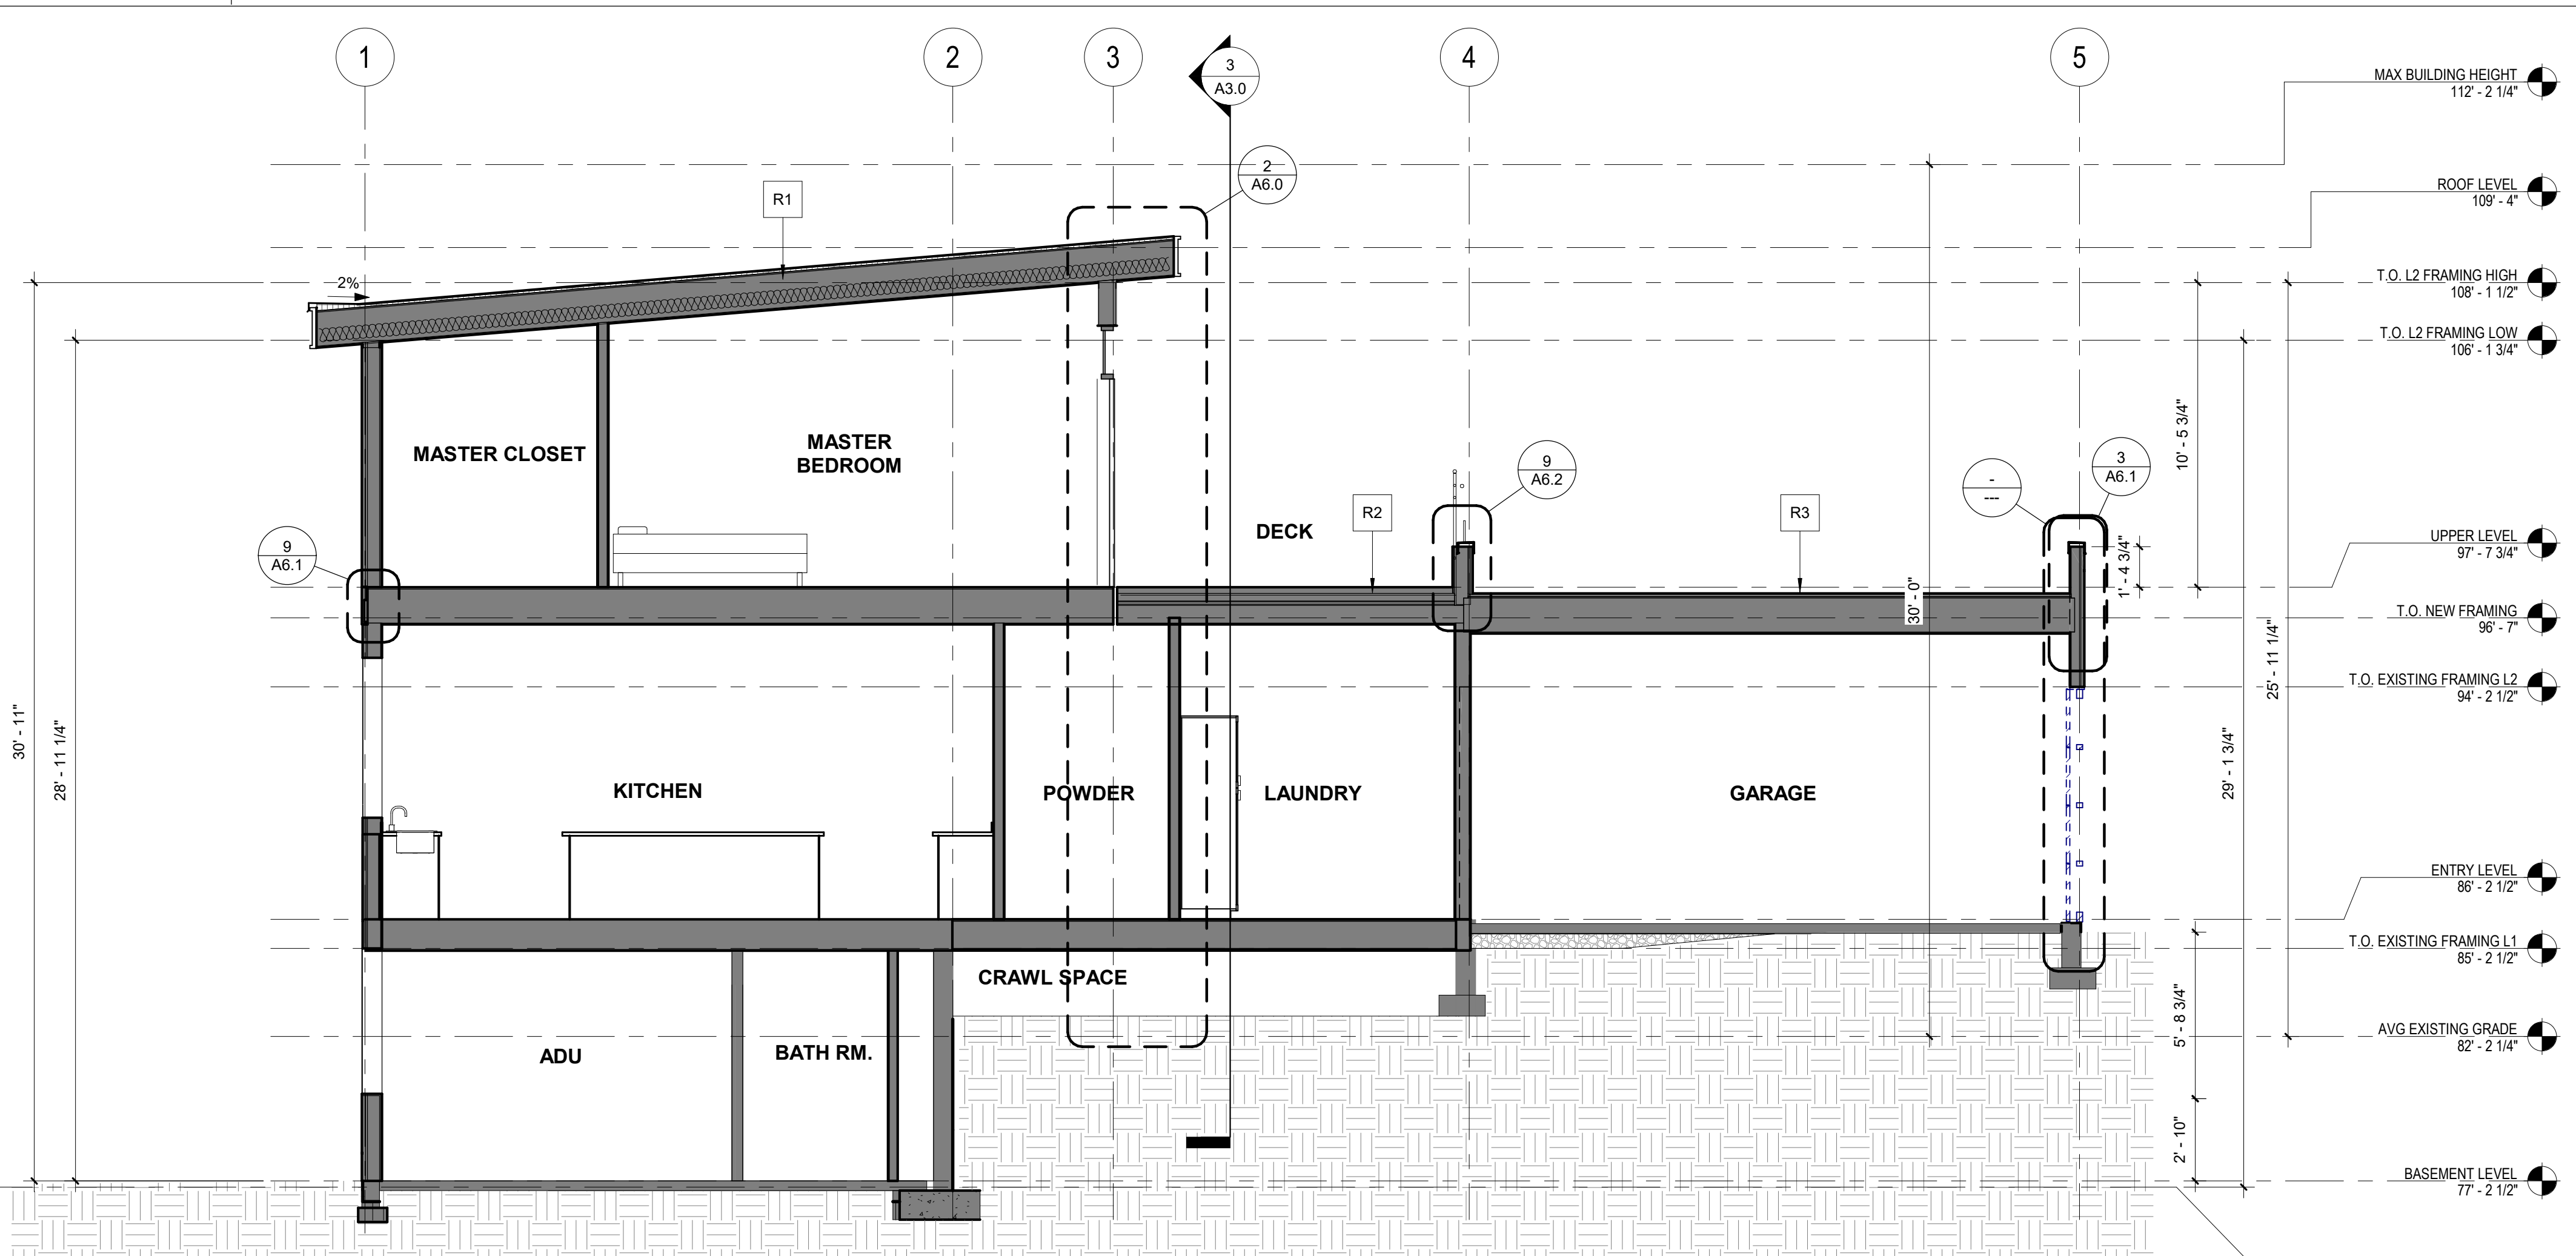 1
2
3
4
5
3
A3.0
MAX BUILDING HEIGHT
112' - 2 1/4"
2
A6.0
R1
ROOF LEVEL
109' - 4"
2%
T.O. L2 FRAMING HIGH
108' - 1 1/2"
T.O. L2 FRAMING LOW
106' - 1 3/4"
MASTER CLOSET
MASTER
BEDROOM
10' - 5 3/4"
9
A6.2
-
---
3
A6.1
R2
R3
DECK
9
A6.1
UPPER LEVEL
97' - 7 3/4"
1' - 4 3/4"
30' - 0"
T.O. NEW FRAMING
96' - 7"
25' - 11 1/4"
T.O. EXISTING FRAMING L2
94' - 2 1/2"
30' - 11"
28' - 11 1/4"
29' - 1 3/4"
KITCHEN
POWDER
LAUNDRY
GARAGE
ENTRY LEVEL
86' - 2 1/2"
T.O. EXISTING FRAMING L1
85' - 2 1/2"
CRAWL SPACE
5' - 8 3/4"
ADU
BATH RM.
AVG EXISTING GRADE
82' - 2 1/4"
2' - 10"
BASEMENT LEVEL
77' - 2 1/2"